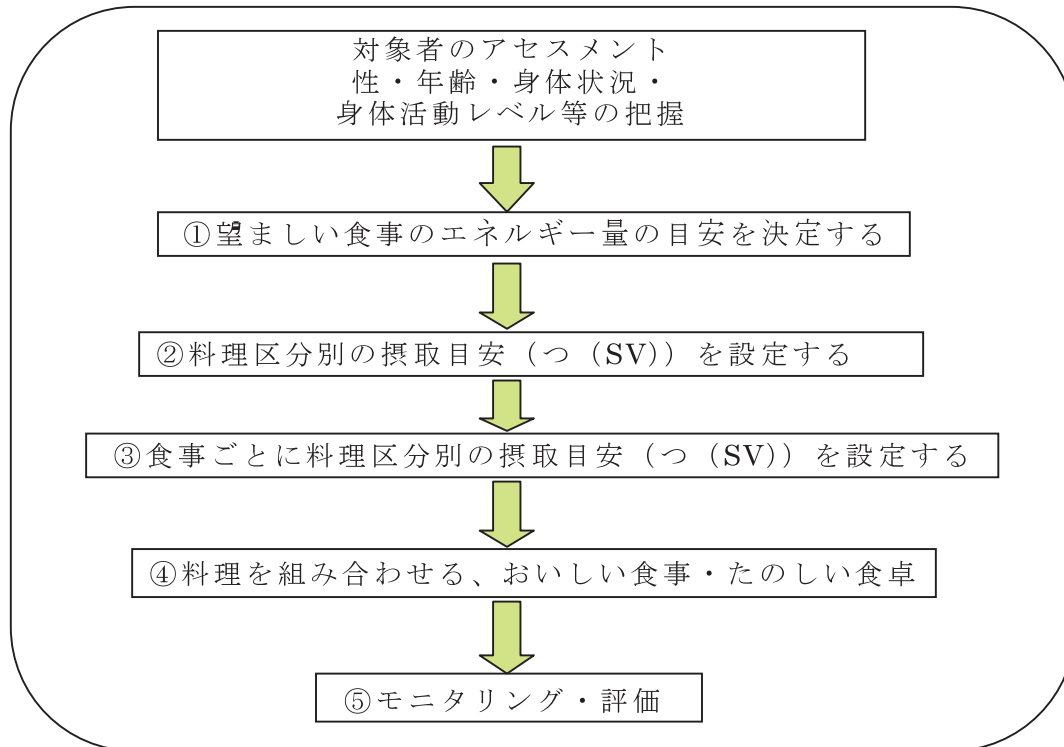 対象者のアセスメント
性・年齢・身体状況・
身体活動レベル等の把握
①望ましい食事のエネルギー量の目安を決定する
②料理区分別の摂取目安（つ（SV））を設定する
③食事ごとに料理区分別の摂取目安（つ（SV））を設定する
④料理を組み合わせる、おいしい食事・たのしい食卓
⑤モニタリング・評価